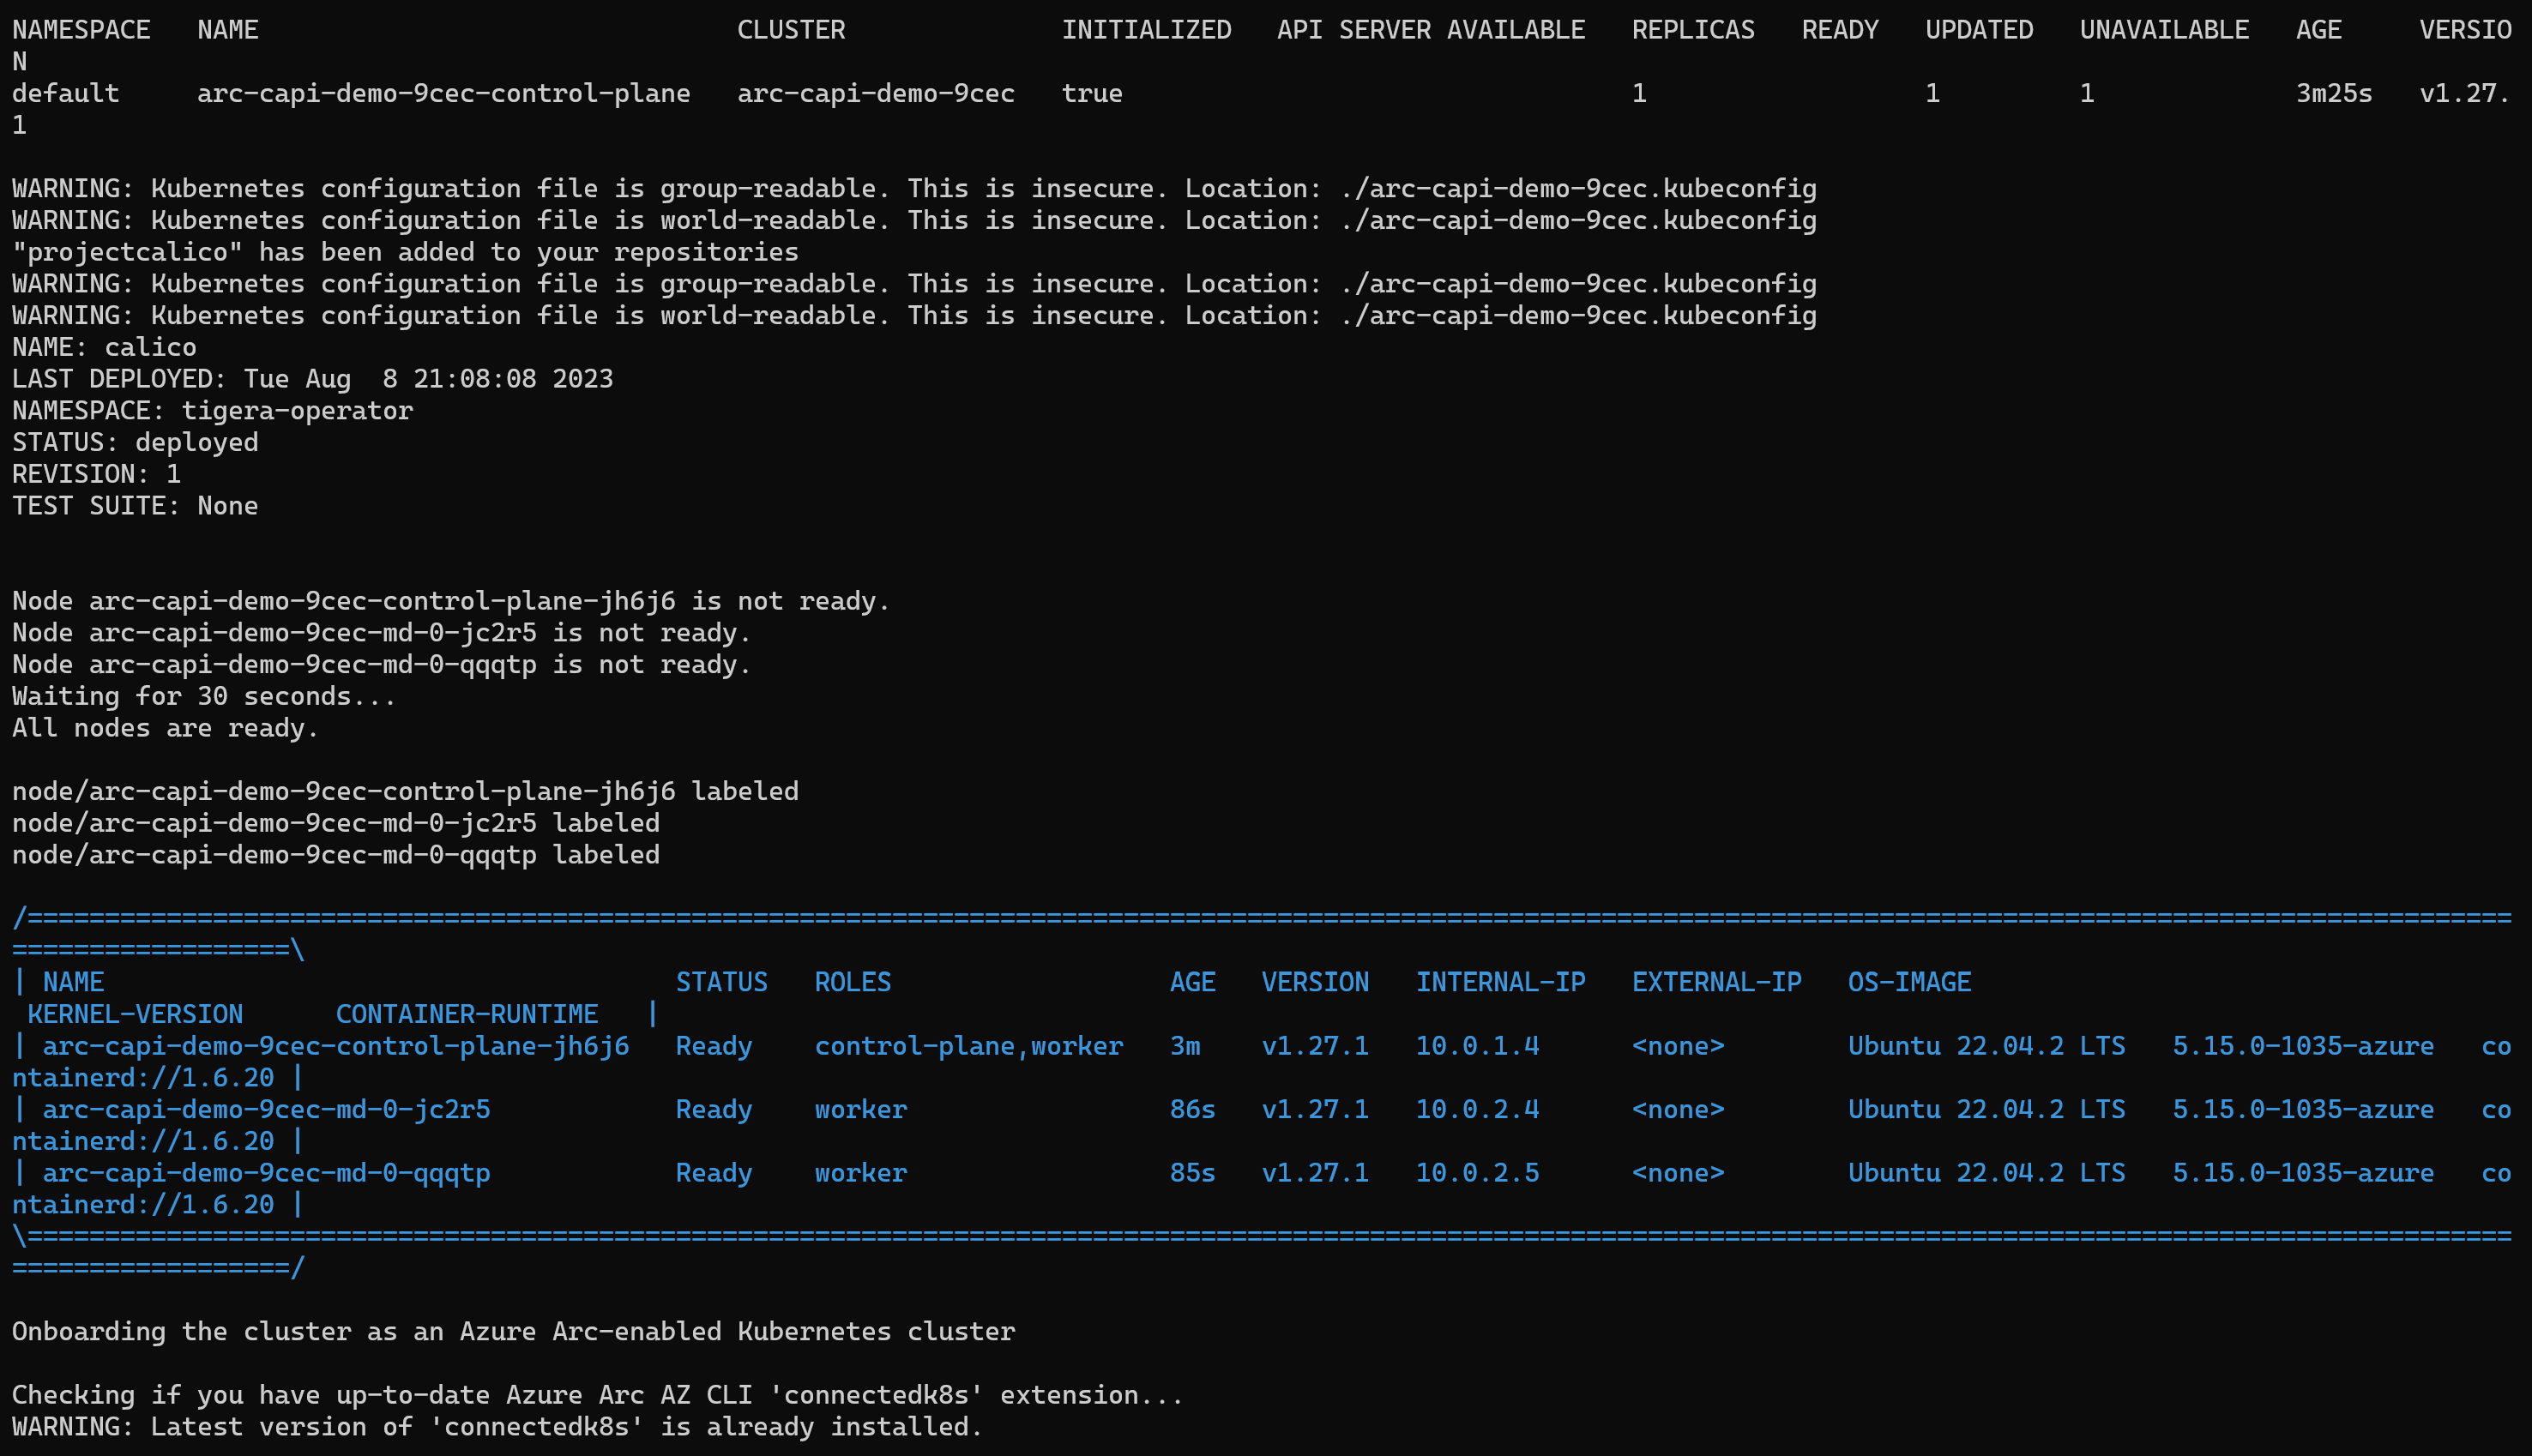 NAMESPACE   NAME                               CLUSTER              INITIALIZED   API SERVER AVAILABLE   REPLICAS   READY   UPDATED   UNAVAILABLE   AGE     VERSIO
N
default     arc-capi-demo-9cec-control-plane   arc-capi-demo-9cec   true                                 1                  1         1             3m25s   v1.27.
1

WARNING: Kubernetes configuration file is group-readable. This is insecure. Location: ./arc-capi-demo-9cec.kubeconfig
WARNING: Kubernetes configuration file is world-readable. This is insecure. Location: ./arc-capi-demo-9cec.kubeconfig
"projectcalico" has been added to your repositories
WARNING: Kubernetes configuration file is group-readable. This is insecure. Location: ./arc-capi-demo-9cec.kubeconfig
WARNING: Kubernetes configuration file is world-readable. This is insecure. Location: ./arc-capi-demo-9cec.kubeconfig
NAME: calico
LAST DEPLOYED: Tue Aug  8 21:08:08 2023
NAMESPACE: tigera-operator
STATUS: deployed
REVISION: 1
TEST SUITE: None

Node arc-capi-demo-9cec-control-plane-jh6j6 is not ready.
Node arc-capi-demo-9cec-md-0-jc2r5 is not ready.
Node arc-capi-demo-9cec-md-0-qqqtp is not ready.
Waiting for 30 seconds...
All nodes are ready.

node/arc-capi-demo-9cec-control-plane-jh6j6 labeled
node/arc-capi-demo-9cec-md-0-jc2r5 labeled
node/arc-capi-demo-9cec-md-0-qqqtp labeled

/=================================================================================================================================================================
==================\
| NAME                                     STATUS   ROLES                  AGE   VERSION   INTERNAL-IP   EXTERNAL-IP   OS-IMAGE
 KERNEL-VERSION      CONTAINER-RUNTIME   |
| arc-capi-demo-9cec-control-plane-jh6j6   Ready    control-plane,worker   3m    v1.27.1   10.0.1.4      <none>        Ubuntu 22.04.2 LTS   5.15.0-1035-azure   co
ntainerd://1.6.20 |
| arc-capi-demo-9cec-md-0-jc2r5            Ready    worker                 86s   v1.27.1   10.0.2.4      <none>        Ubuntu 22.04.2 LTS   5.15.0-1035-azure   co
ntainerd://1.6.20 |
| arc-capi-demo-9cec-md-0-qqqtp            Ready    worker                 85s   v1.27.1   10.0.2.5      <none>        Ubuntu 22.04.2 LTS   5.15.0-1035-azure   co
ntainerd://1.6.20 |
\=================================================================================================================================================================
==================/

Onboarding the cluster as an Azure Arc-enabled Kubernetes cluster

Checking if you have up-to-date Azure Arc AZ CLI 'connectedk8s' extension...
WARNING: Latest version of 'connectedk8s' is already installed.